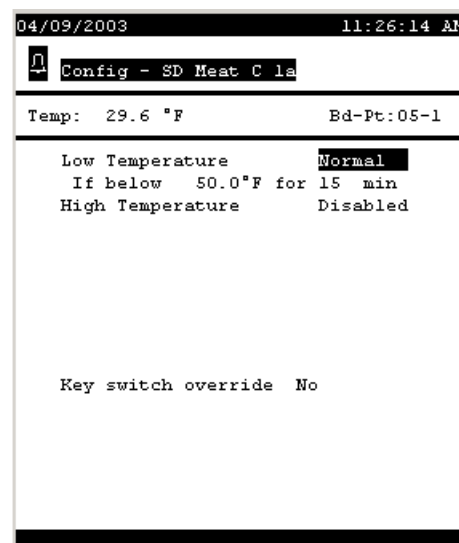 04/09/2003 11:26:14 AM
Config - SD Meat C la
Temp: 29.6 °F Bd-Pt:05-1
Low Temperature Normal
If below 50.0°F for 15 min
High Temperature Disabled
Key switch override No